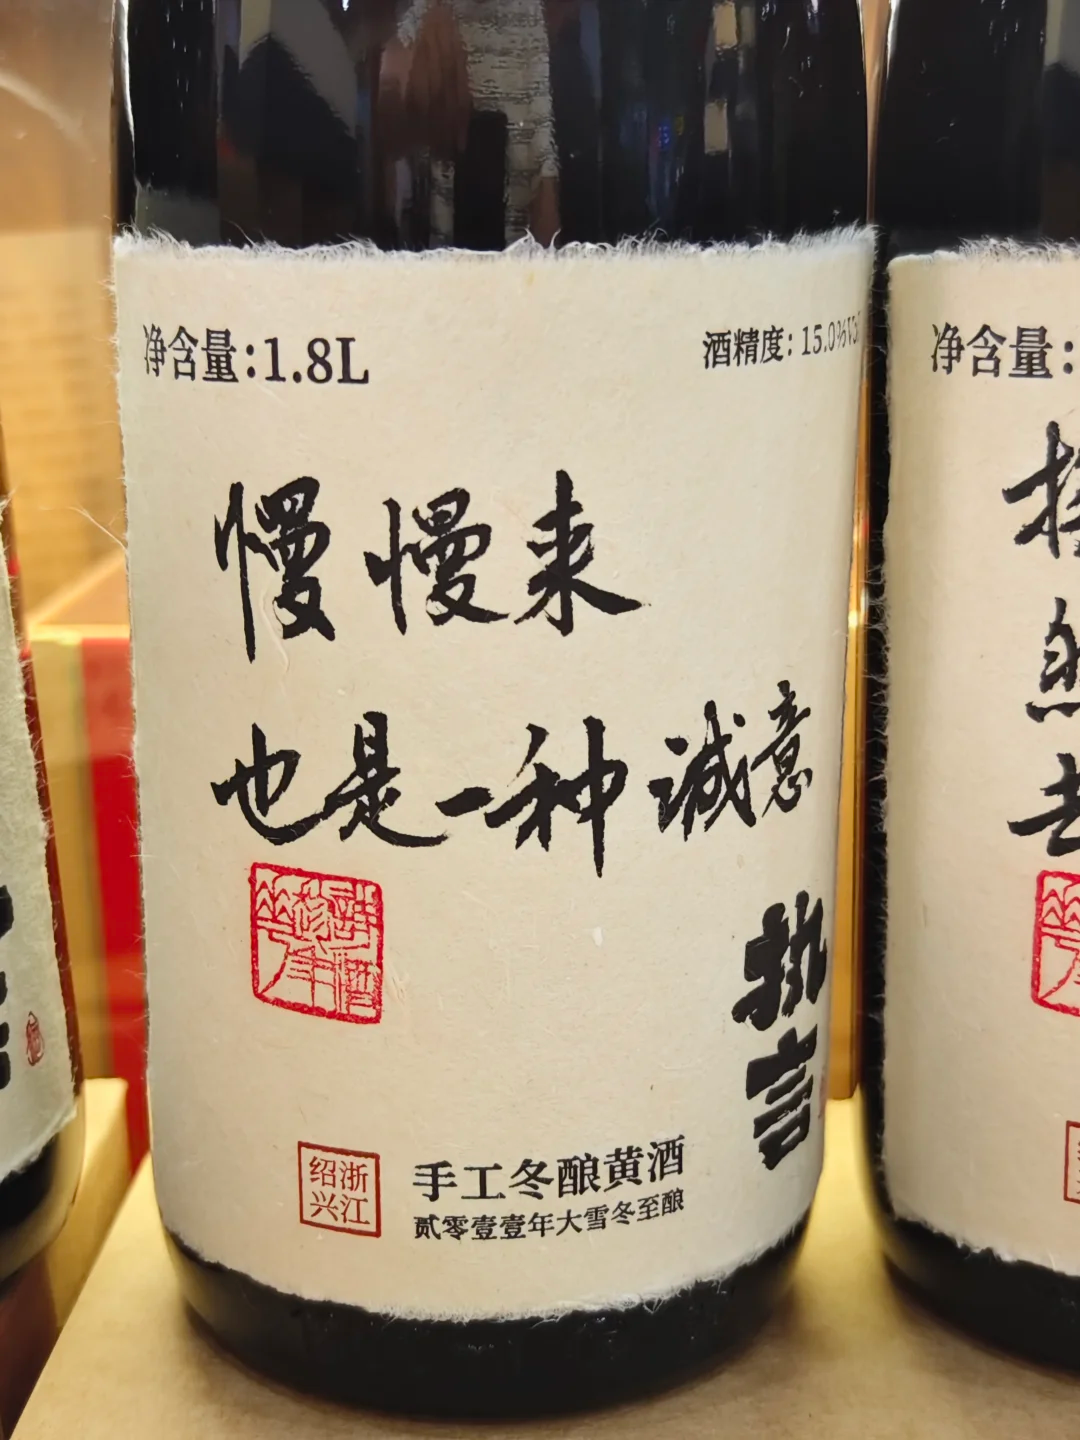 净含量:1.8L
酒精度: 15.0%Vol
慢慢来
也是一种诚意
执言
浙江
绍兴
手工冬酿黄酒
贰零壹壹年大雪冬至酿
净含量: